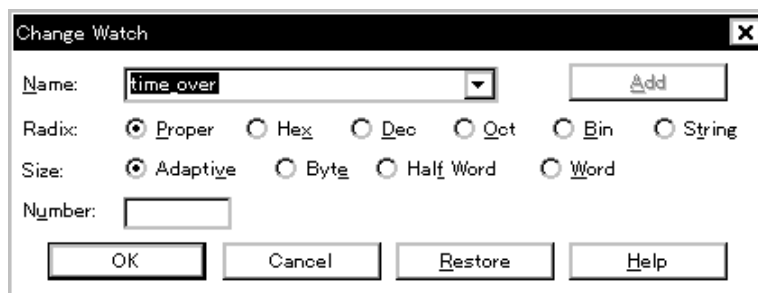 Change Watch
Name: time_over Add
Radix: Proper Hex Dec Oct Bin String
Size: Adaptive Byte Half Word Word
Number:
OK Cancel Restore Help